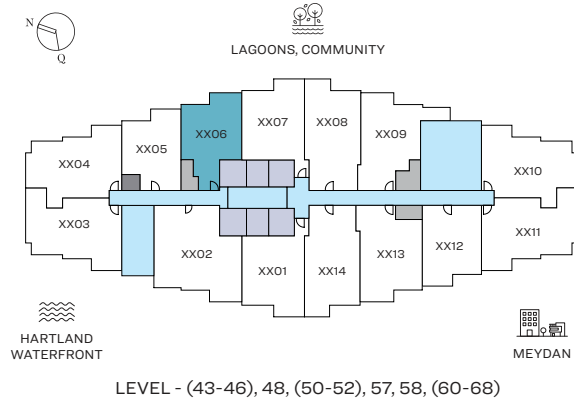 N
Q
LAGOONS, COMMUNITY
XX06
XX07
XX08
XX05
XX09
XX04
XX10
XX03
XX02
XX01
XX14
XX13
XX12
XX11
HARTLAND
WATERFRONT
MEYDAN
LEVEL - (43-46), 48, (50-52), 57, 58, (60-68)